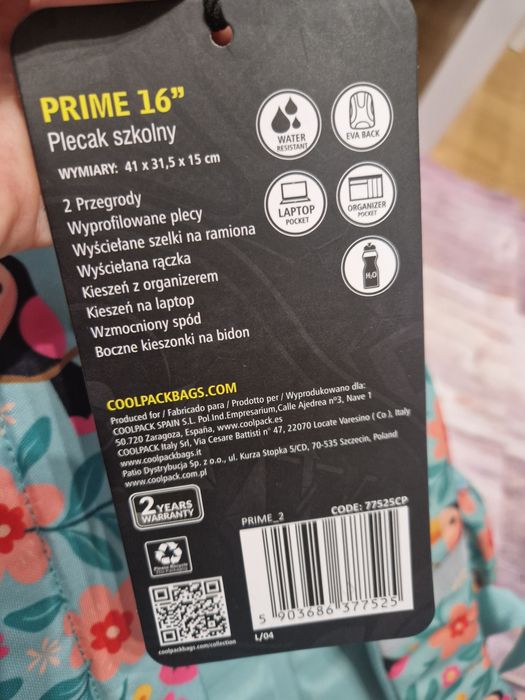 PRIME 16”
Plecak szkolny
WYMIARY: 41 x 31,5 x 15 cm
WATER
RESISTANT
EVA BACK
LAPTOP
POCKET
ORGANIZER
POCKET
H₂O
2 Przegrody
Wyprofilowane plecy
Wyściełane szelki na ramiona
Wyściełana rączka
Kieszeń z organizerem
Kieszeń na laptop
Wzmocniony spód
Boczne kieszonki na bidon
COOLPACKBAGS.COM
Produced for / Fabricado para / Prodotto per / Wyprodukowano dla:
COOLPACK SPAIN S.L. Pol.Ind.Empresarium,Calle Ajedrea nº3, Nave 1
50.720 Zaragoza, España, www.coolpack.es
COOLPACK Italy Srl, Via Cesare Battisti n° 47, 22070 Locate Varesino ( Co ), Italy
www.coolpackbags.it
Patio Dystrybucja Sp. z o.o., ul. Kurza Stopka 5/CD, 70-535 Szczecin, Poland
www.coolpack.com.pl
2 YEARS
WARRANTY
Please Recycle
This Packaging
PRIME_2
CODE: 77525CP
5 903686 377525
L/04
coolpackbags.com/collection